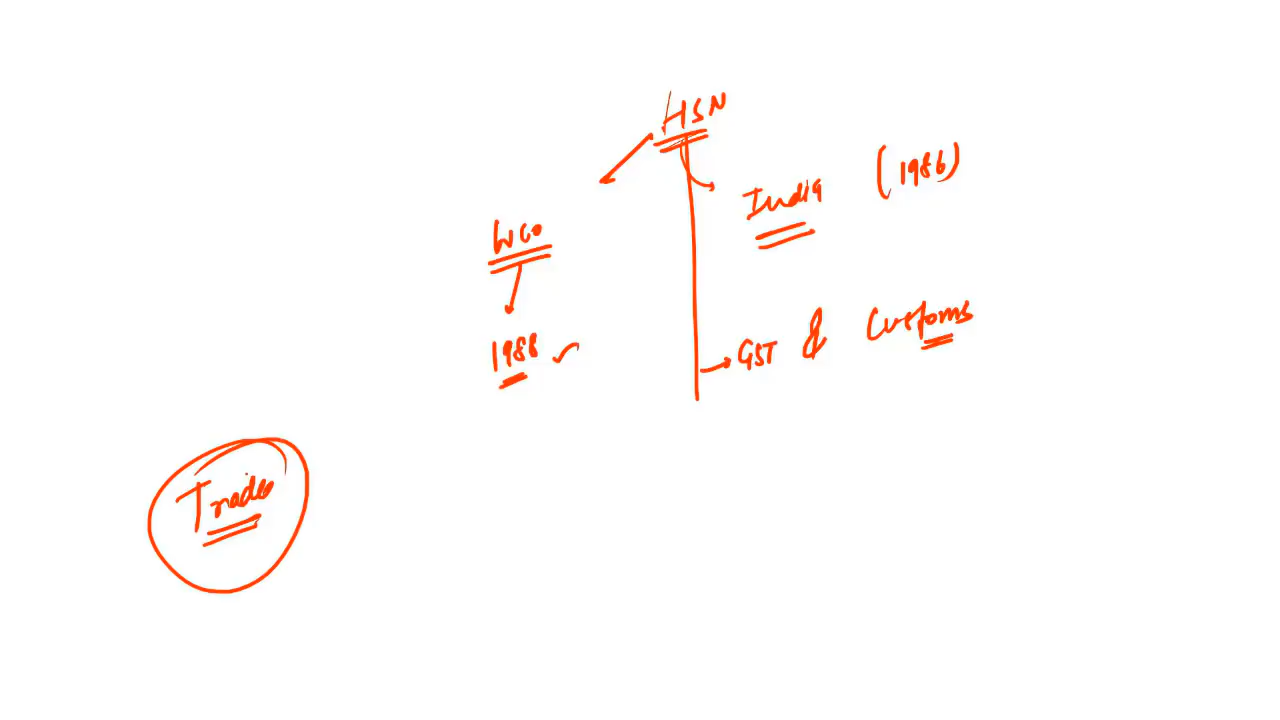 HSN
India (1986)
WCO
1988
GST & Customs
Trade